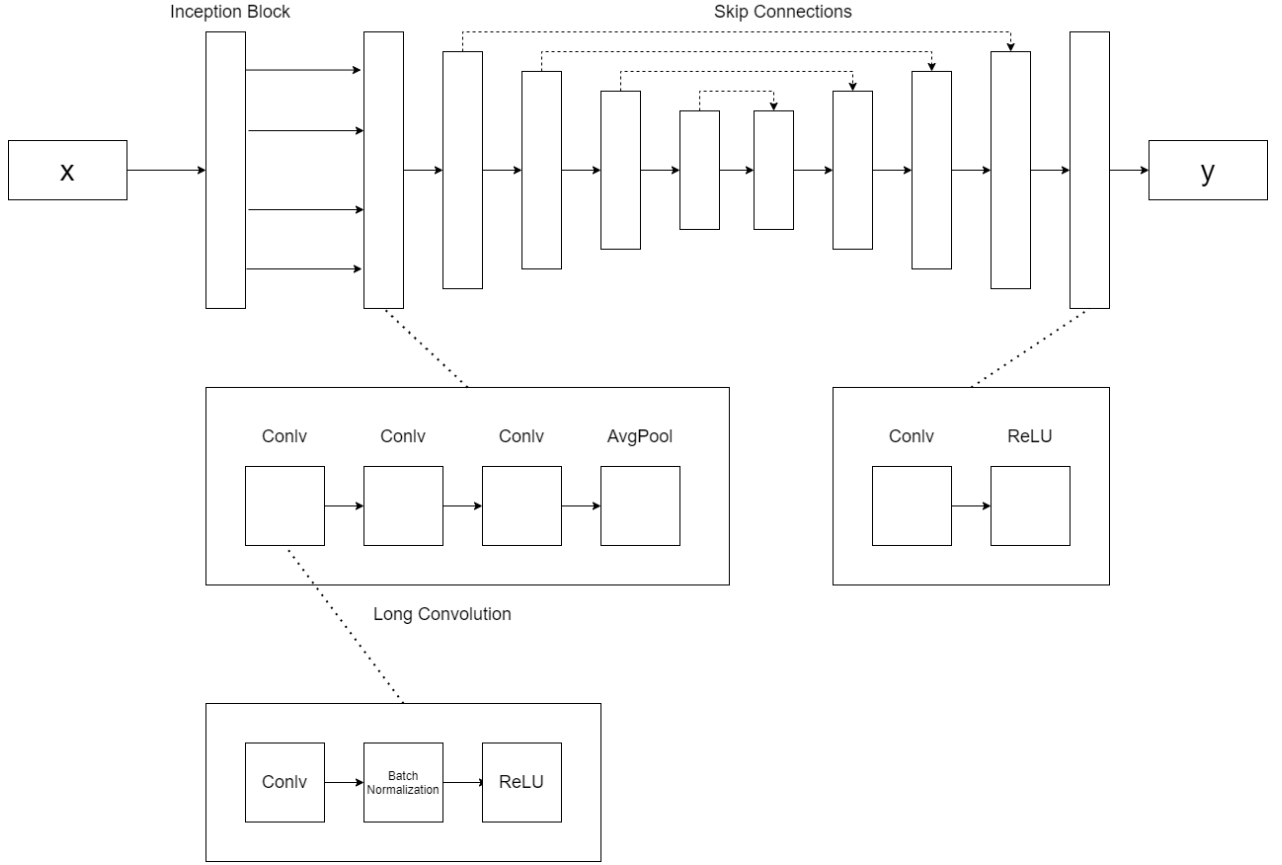 Inception Block
Skip Connections
x
y
Conlv
Conlv
Conlv
AvgPool
Conlv
ReLU
Long Convolution
Conlv
Batch
Normalization
ReLU